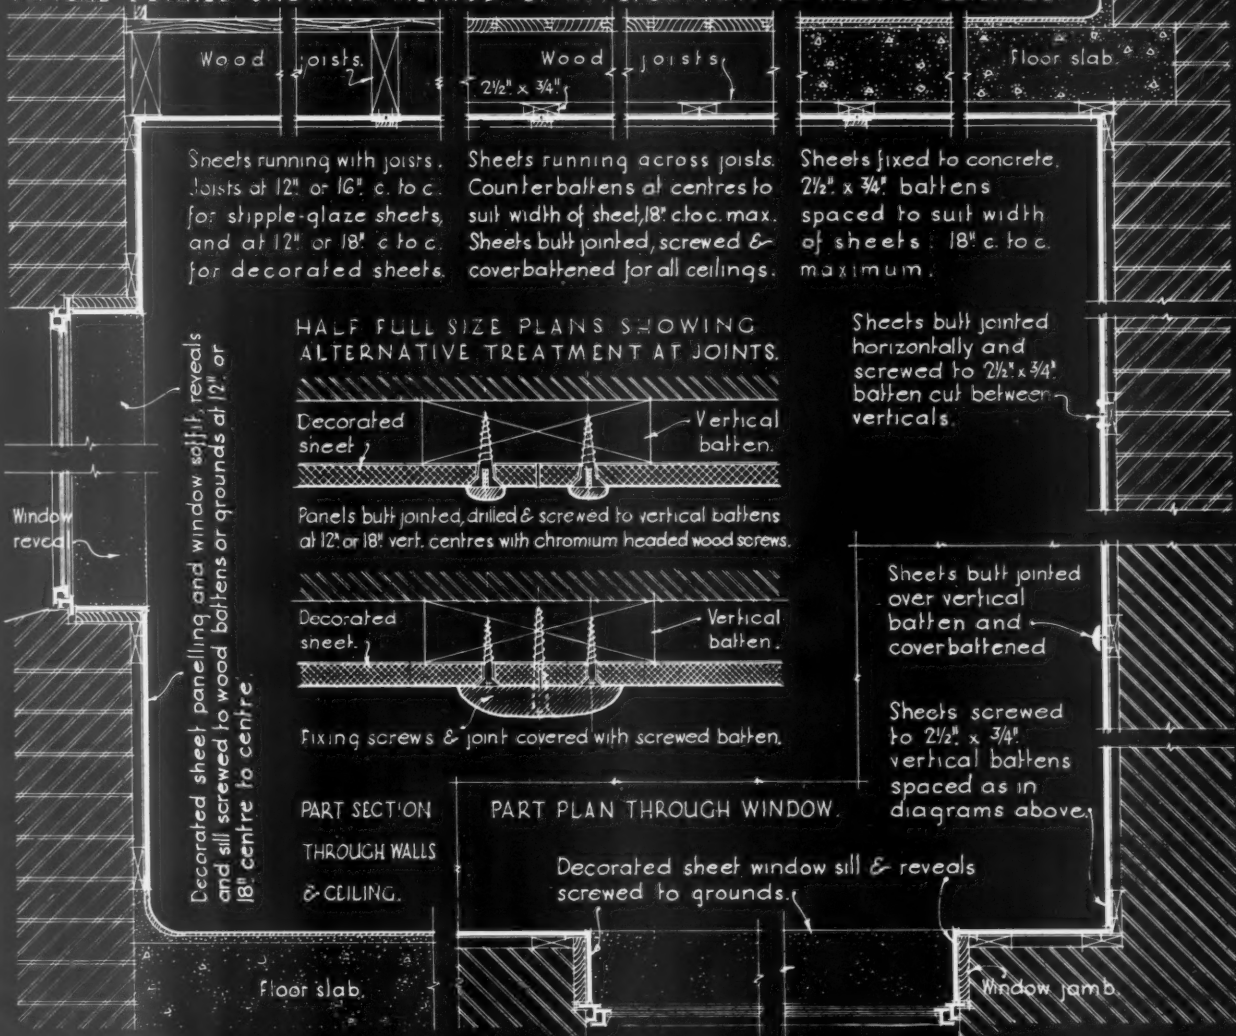 Wood joists.
Wood joists
2½" x ¾"
Floor slab
Sheets running with joists.
Joists at 12" or 16" c. to c.
for stipple-glaze sheets,
and at 12" or 18" c to c.
for decorated sheets.
Sheets running across joists.
Counterbattens at centres to
suit width of sheet, 18" c to c. max.
Sheets butt jointed, screwed &
coverbattened for all ceilings.
Sheets fixed to concrete.
2½" x ¾" battens
spaced to suit width
of sheets : 18" c. to c.
maximum.
HALF FULL SIZE PLANS SHOWING
ALTERNATIVE TREATMENT AT JOINTS.
Decorated
sheet
Vertical
batten.
Panels butt jointed, drilled & screwed to vertical battens
at 12" or 18" vert. centres with chromium headed wood screws.
Decorated
sheet.
Vertical
batten.
Fixing screws & joint covered with screwed batten.
Sheets butt jointed
horizontally and
screwed to 2½" x ¾"
batten cut between
verticals.
Window
reveal
Decorated sheet panelling and window soffit, reveals
and sill screwed to wood battens or grounds at 12" or
18" centre to centre.
Sheets butt jointed
over vertical
batten and
coverbattened
Sheets screwed
to 2½" x ¾"
vertical battens
spaced as in
diagrams above.
PART SECTION
THROUGH WALLS
& CEILING.
PART PLAN THROUGH WINDOW.
Decorated sheet window sill & reveals
screwed to grounds.
Floor slab
Window jamb.